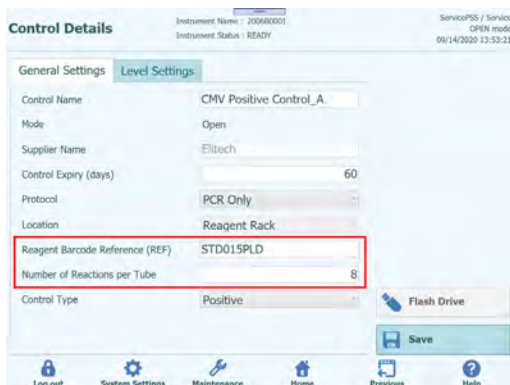 Control Details
Instrument Name : 200680001
Instrument Status : READY
ServicePSS / Service
OPEN mode
09/14/2020 13:53:21
General Settings Level Settings
Control Name CMV Positive Control_A
Mode Open
Supplier Name Elitech
Control Expiry (days) 60
Protocol PCR Only
Location Reagent Rack
Reagent Barcode Reference (REF) STD015PLD
Number of Reactions per Tube 8
Control Type Positive
Flash Drive
Save
Log out System Settings Maintenance Home Previous Help